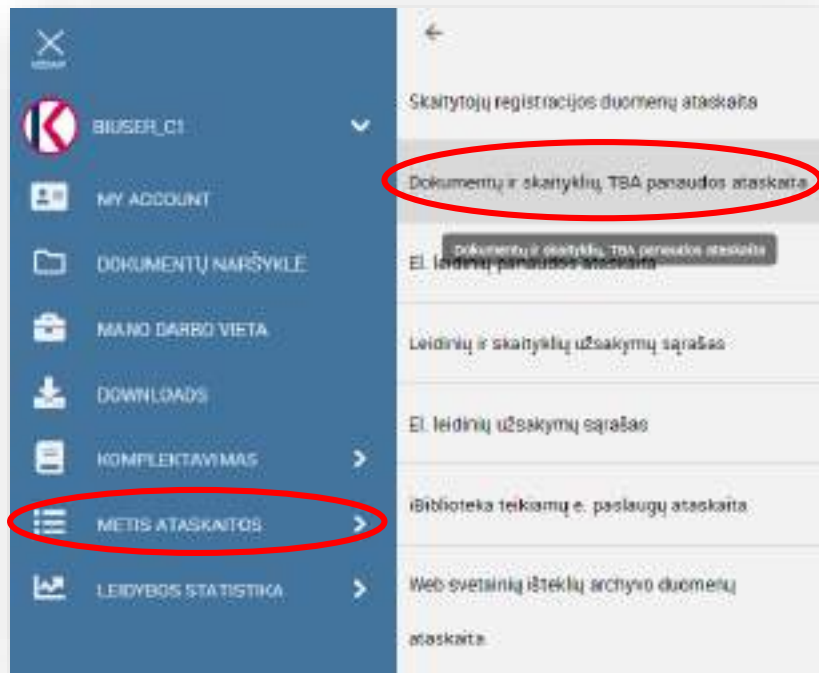 BIUSER_C1
MY ACCOUNT
DOKUMENTŲ NARŠYKLĖ
MANO DARBO VIETA
DOWNLOADS
KOMPLEKTAVIMAS
METIS ATASKAITOS
LEIDYBOS STATISTIKA
Skaitytojų registracijos duomenų ataskaita
Dokumentų ir skaityklų, TBA panaudos ataskaita
Dokumentų ir skaityklų, TBA panaudos ataskaita
El. leidinių panaudos ataskaita
Leidinių ir skaityklų užsakymų sąrašas
El. leidinių užsakymų sąrašas
iBiblioteka teikiamų e. paslaugų ataskaita
Web svetainių išteklių archyvo duomenų
ataskaita